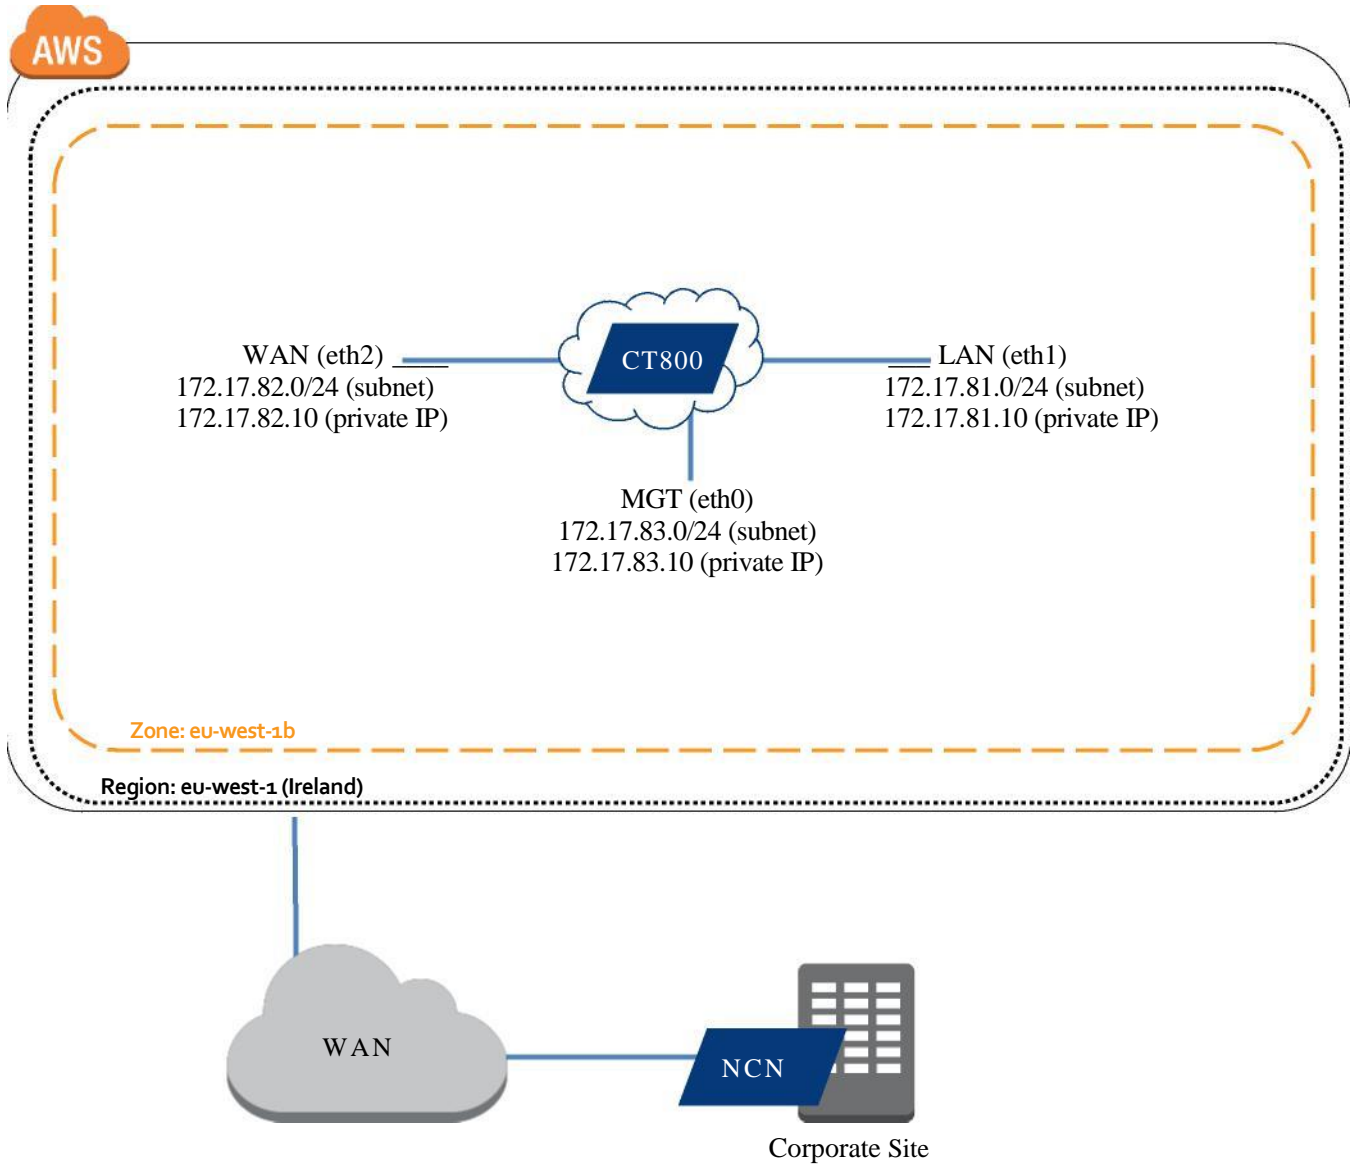 AWS
WAN (eth2)
172.17.82.0/24 (subnet)
172.17.82.10 (private IP)
CT800
LAN (eth1)
172.17.81.0/24 (subnet)
172.17.81.10 (private IP)
MGT (eth0)
172.17.83.0/24 (subnet)
172.17.83.10 (private IP)
Zone: eu-west-1b
Region: eu-west-1 (Ireland)
WAN
NCN
Corporate Site